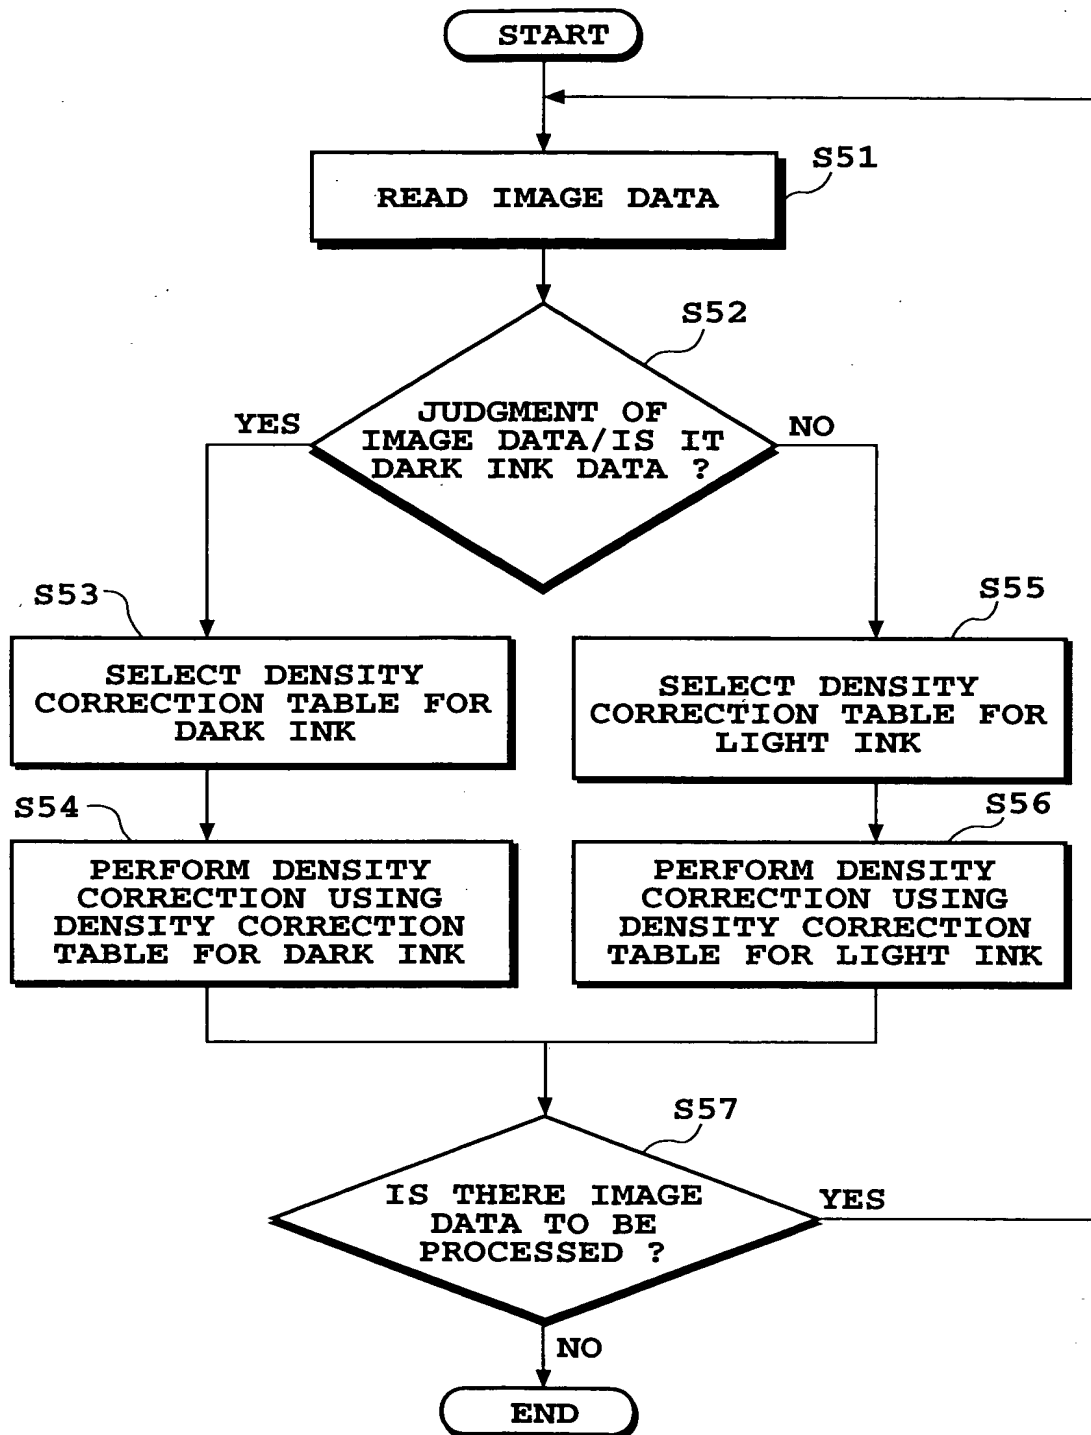 START
S51
READ IMAGE DATA
S52
YES
JUDGMENT OF
IMAGE DATA/IS IT
DARK INK DATA ?
NO
S53
SELECT DENSITY
CORRECTION TABLE FOR
DARK INK
S55
SELECT DENSITY
CORRECTION TABLE FOR
LIGHT INK
S54
PERFORM DENSITY
CORRECTION USING
DENSITY CORRECTION
TABLE FOR DARK INK
S56
PERFORM DENSITY
CORRECTION USING
DENSITY CORRECTION
TABLE FOR LIGHT INK
S57
IS THERE IMAGE
DATA TO BE
PROCESSED ?
YES
NO
END